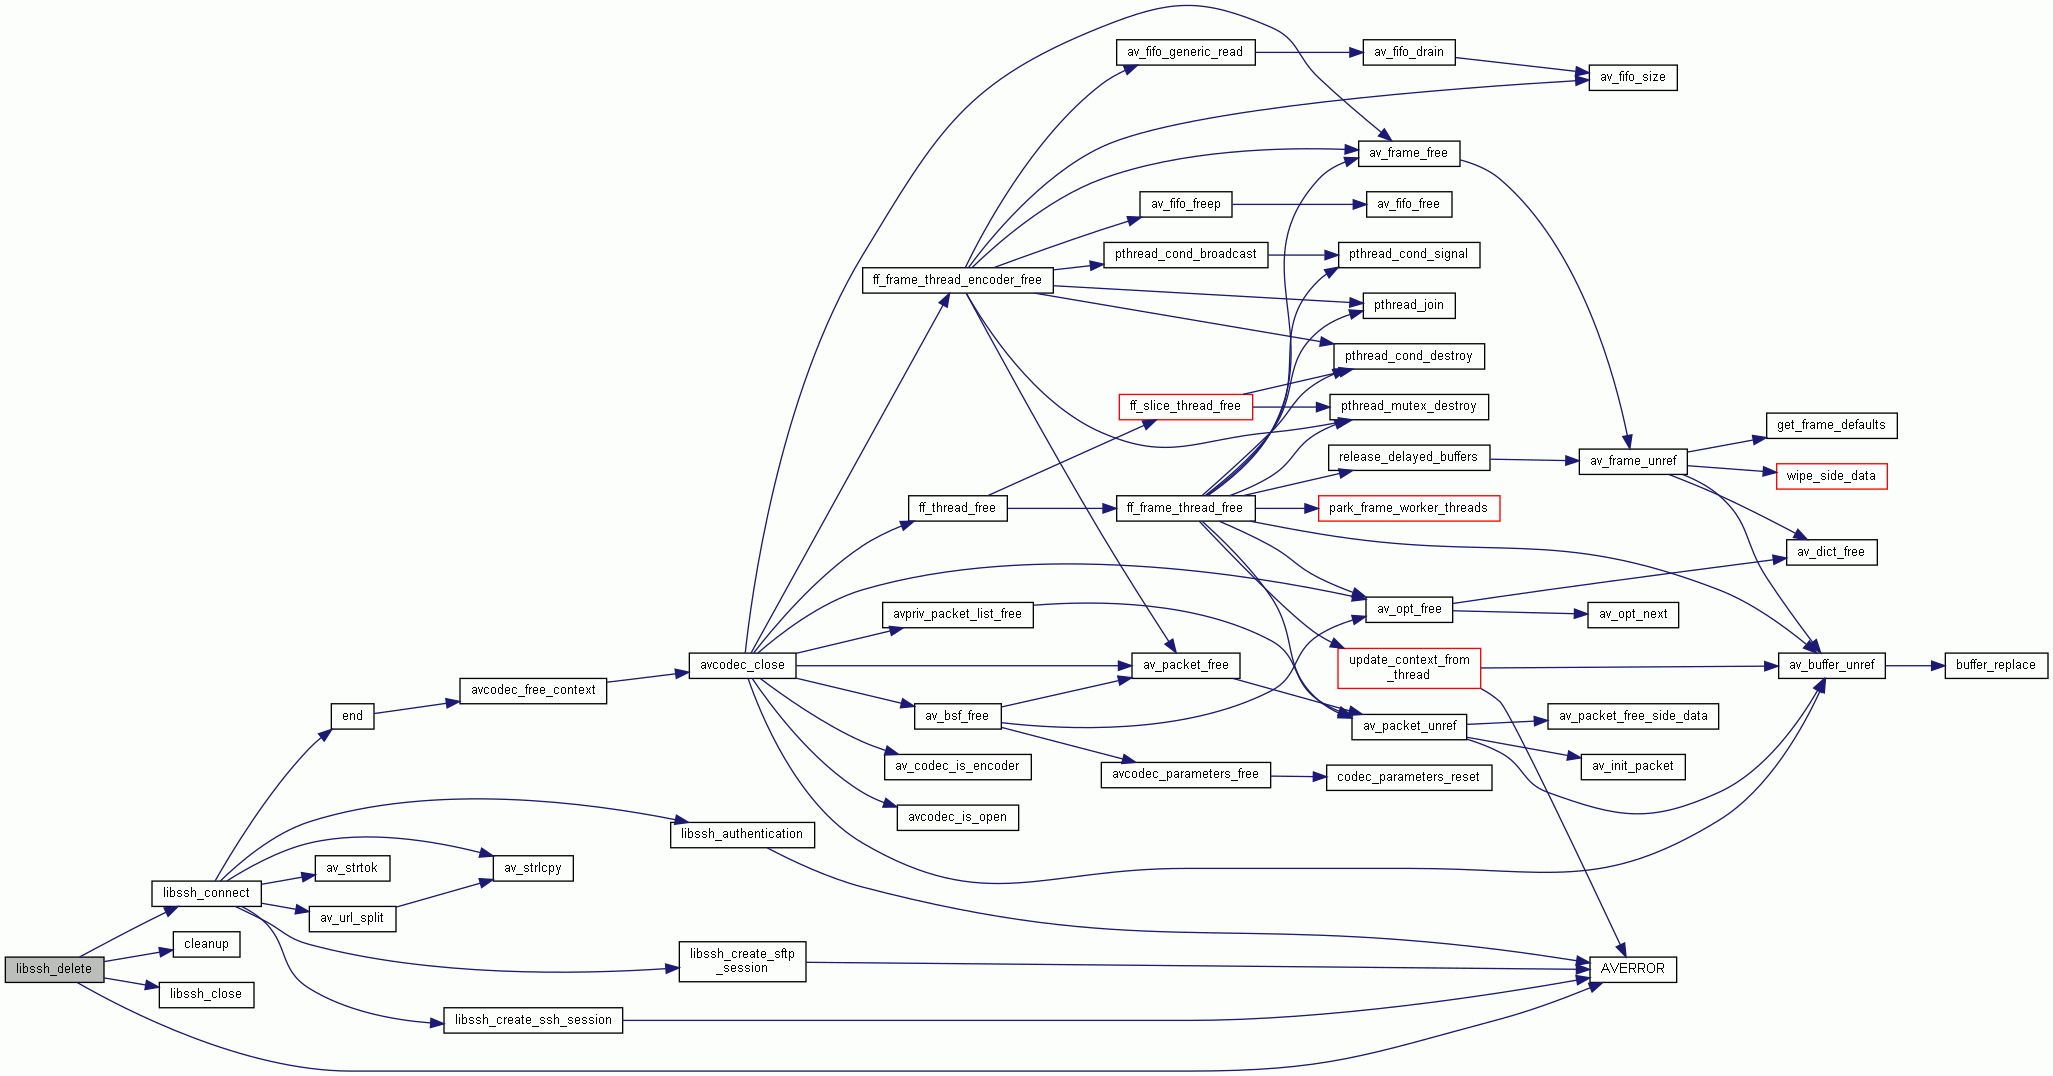 av_fifo_generic_read
av_fifo_drain
av_fifo_size
av_frame_free
av_fifo_freep
av_fifo_free
pthread_cond_broadcast
pthread_cond_signal
ff_frame_thread_encoder_free
pthread_join
pthread_cond_destroy
ff_slice_thread_free
pthread_mutex_destroy
get_frame_defaults
release_delayed_buffers
av_frame_unref
wipe_side_data
ff_thread_free
ff_frame_thread_free
park_frame_worker_threads
av_dict_free
avpriv_packet_list_free
av_opt_free
av_opt_next
avcodec_close
av_packet_free
update_context_from
_thread
av_buffer_unref
buffer_replace
avcodec_free_context
end
av_bsf_free
av_packet_unref
av_packet_free_side_data
av_codec_is_encoder
avcodec_parameters_free
codec_parameters_reset
av_init_packet
avcodec_is_open
libssh_authentication
av_strtok
av_strlcpy
libssh_connect
av_url_split
cleanup
libssh_create_sftp
_session
libssh_delete
AVERROR
libssh_close
libssh_create_ssh_session